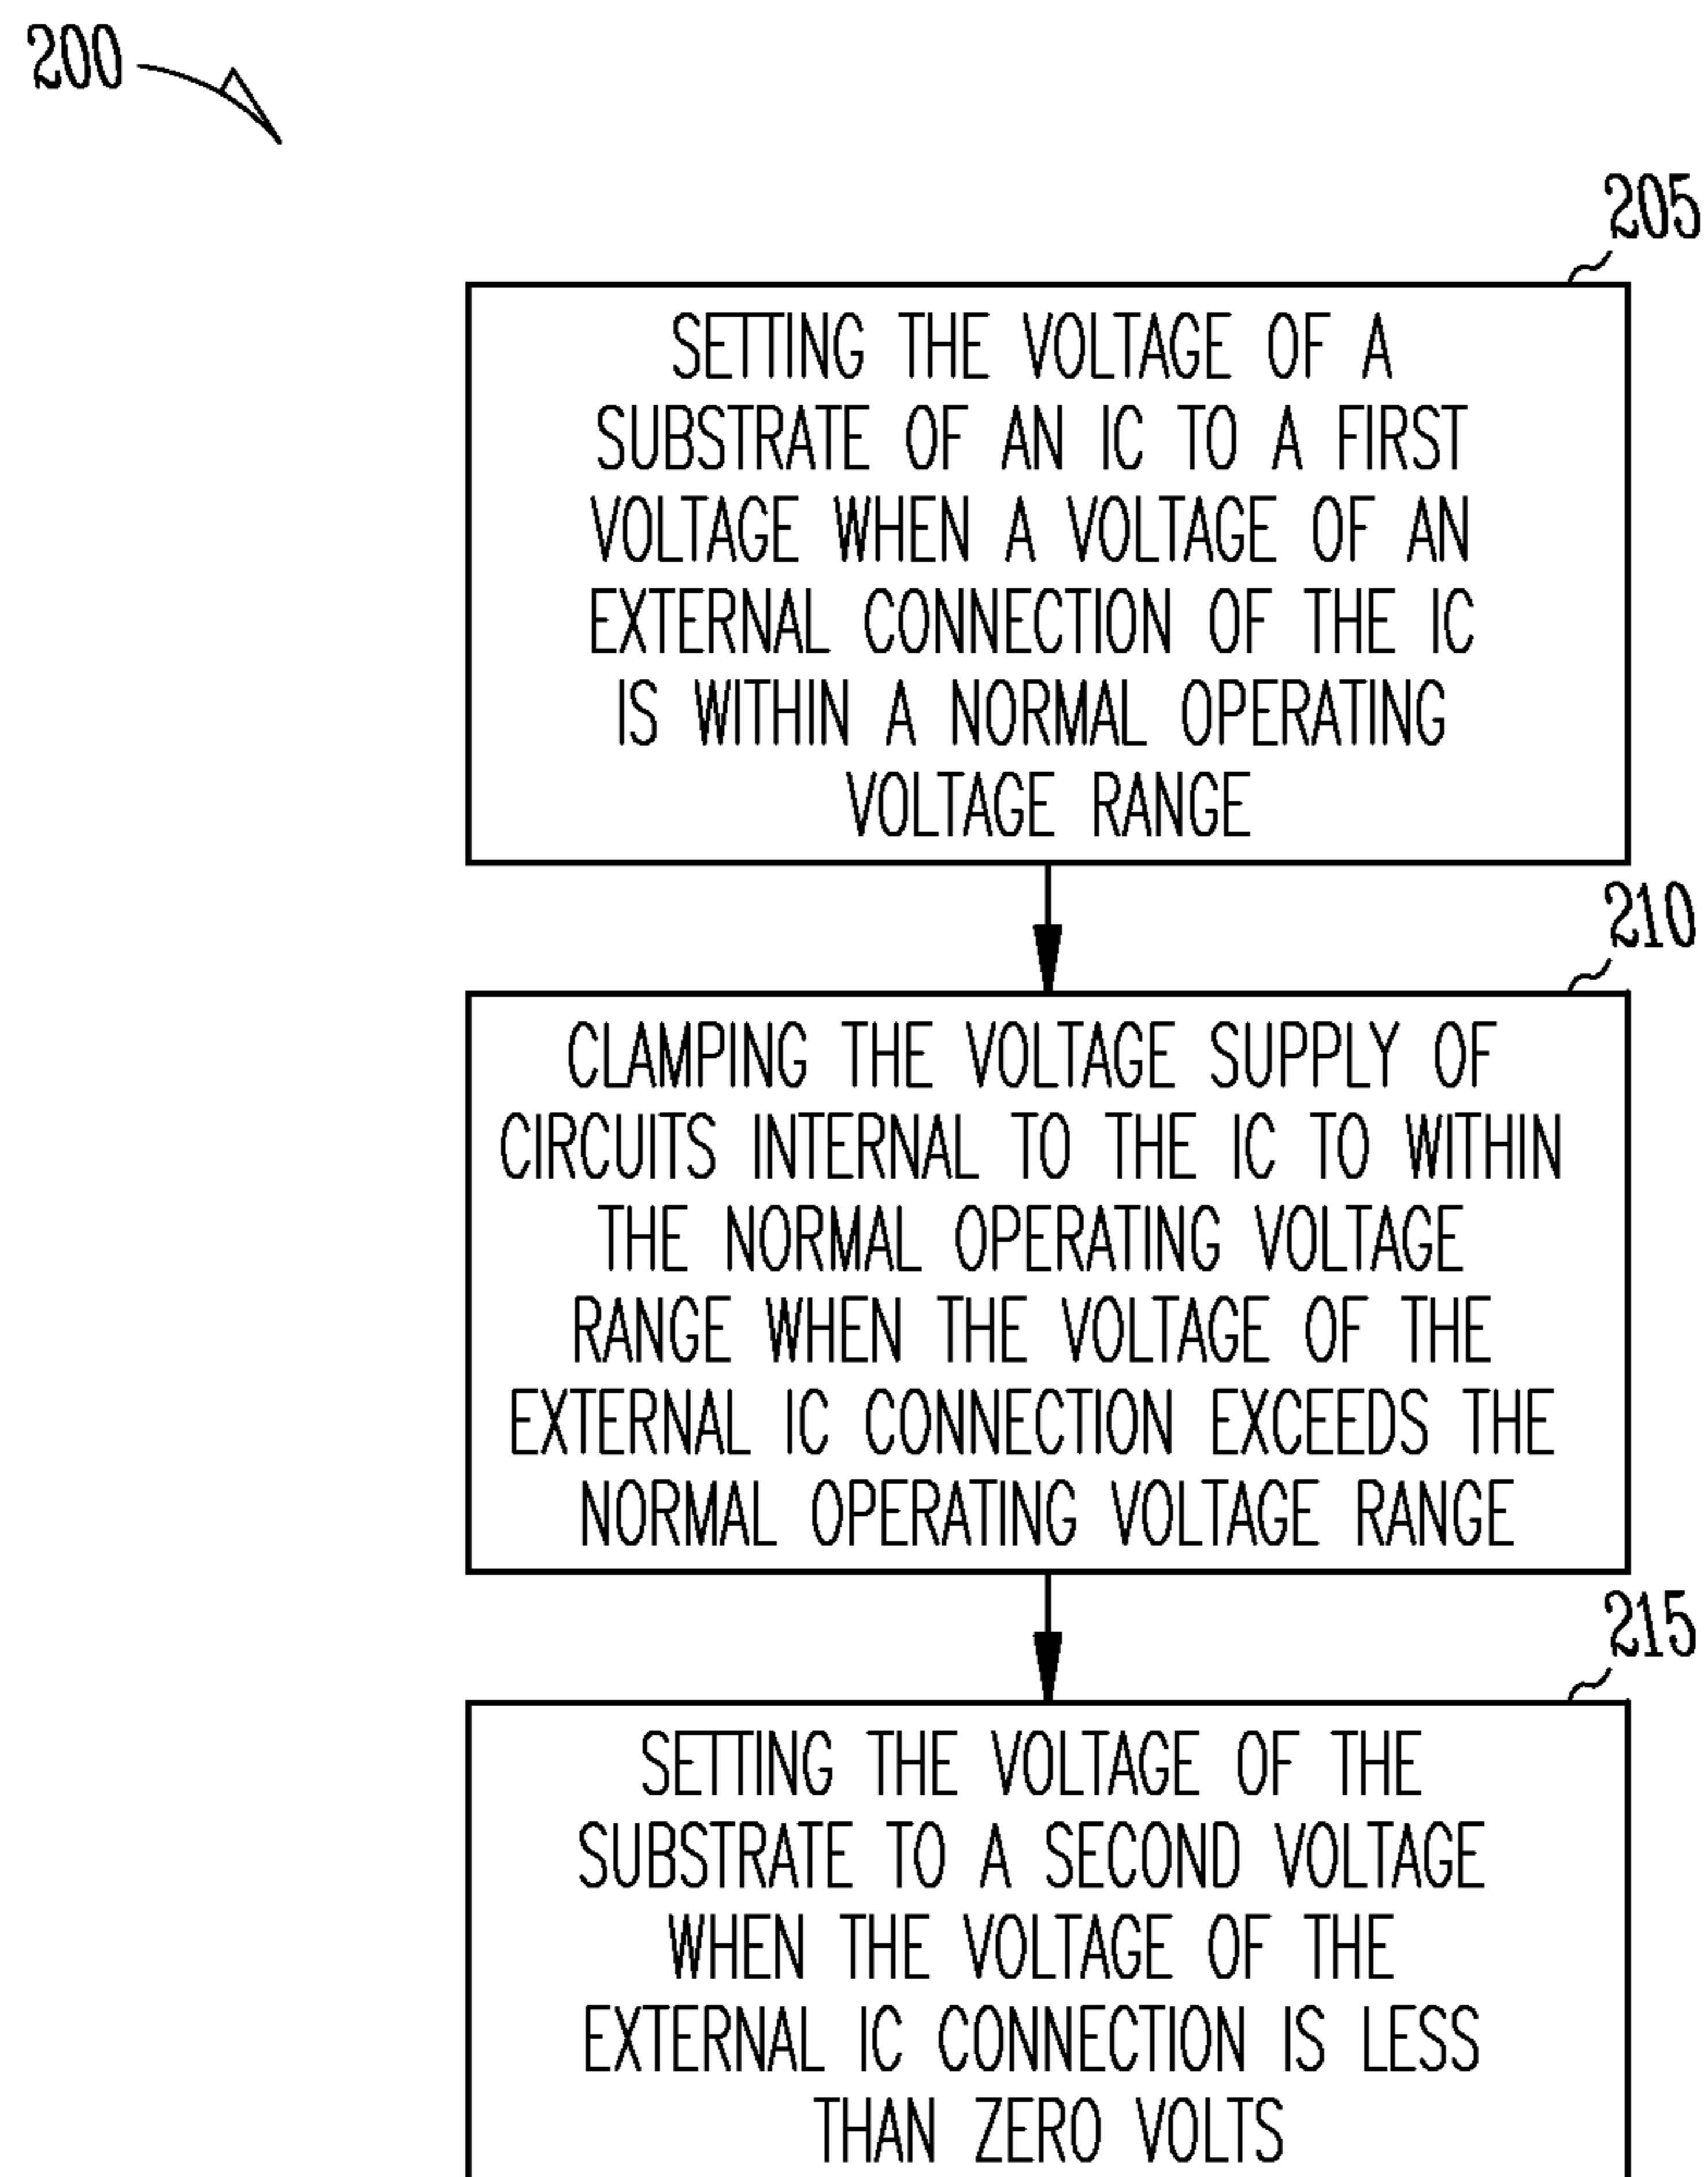 200
205
SETTING THE VOLTAGE OF A
SUBSTRATE OF AN IC TO A FIRST
VOLTAGE WHEN A VOLTAGE OF AN
EXTERNAL CONNECTION OF THE IC
IS WITHIN A NORMAL OPERATING
VOLTAGE RANGE
210
CLAMPING THE VOLTAGE SUPPLY OF
CIRCUITS INTERNAL TO THE IC TO WITHIN
THE NORMAL OPERATING VOLTAGE
RANGE WHEN THE VOLTAGE OF THE
EXTERNAL IC CONNECTION EXCEEDS THE
NORMAL OPERATING VOLTAGE RANGE
215
SETTING THE VOLTAGE OF THE
SUBSTRATE TO A SECOND VOLTAGE
WHEN THE VOLTAGE OF THE
EXTERNAL IC CONNECTION IS LESS
THAN ZERO VOLTS